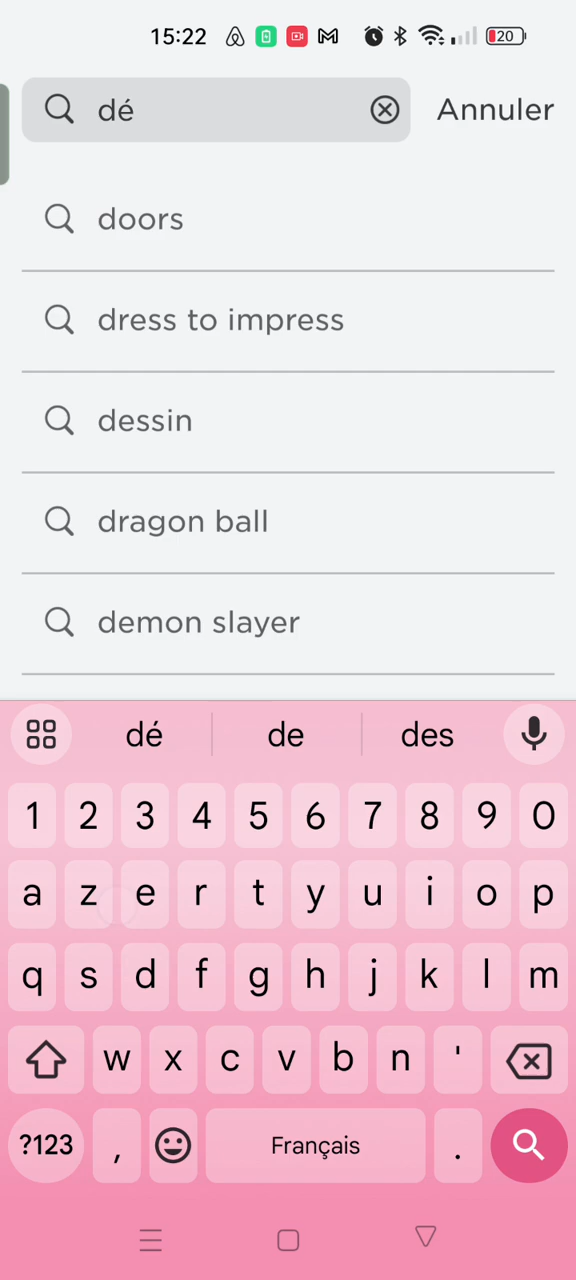 15:22 20
dé Annuler
doors
dress to impress
dessin
dragon ball
demon slayer
dé de des
1 2 3 4 5 6 7 8 9 0
a z e r t y u i o p
q s d f g h j k l m
w x c v b n '
?123 , Français .